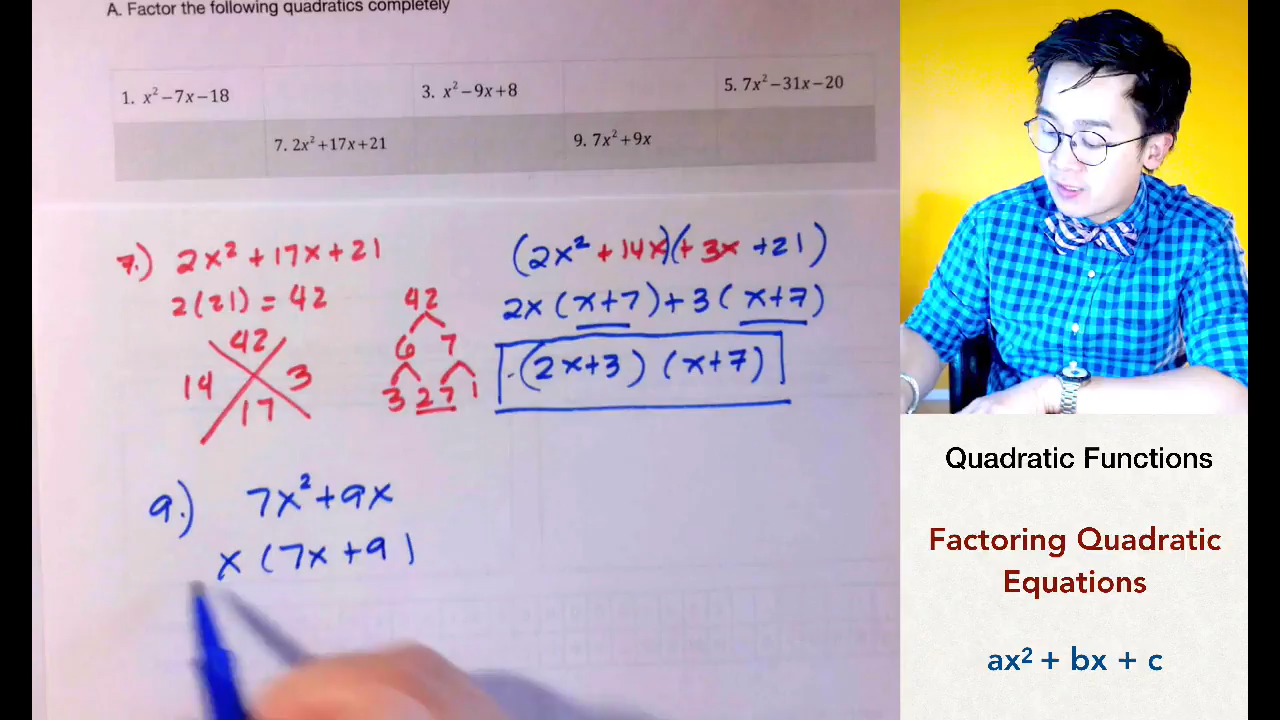 A. Factor the following quadratics completely
1. x²−7x−18
3. x²−9x+8
5. 7x²−31x−20
7. 2x²+17x+21
9. 7x²+9x
7.) 2x² + 17x + 21
2(21) = 42
42
14 3
17
42
6 7
3 2 7 1
(2x² + 14x)(+ 3x + 21)
2x (x+7) + 3 (x+7)
(2x+3) (x+7)
9.) 7x² + 9x
x (7x + 9)
Quadratic Functions
Factoring Quadratic
Equations
ax² + bx + c